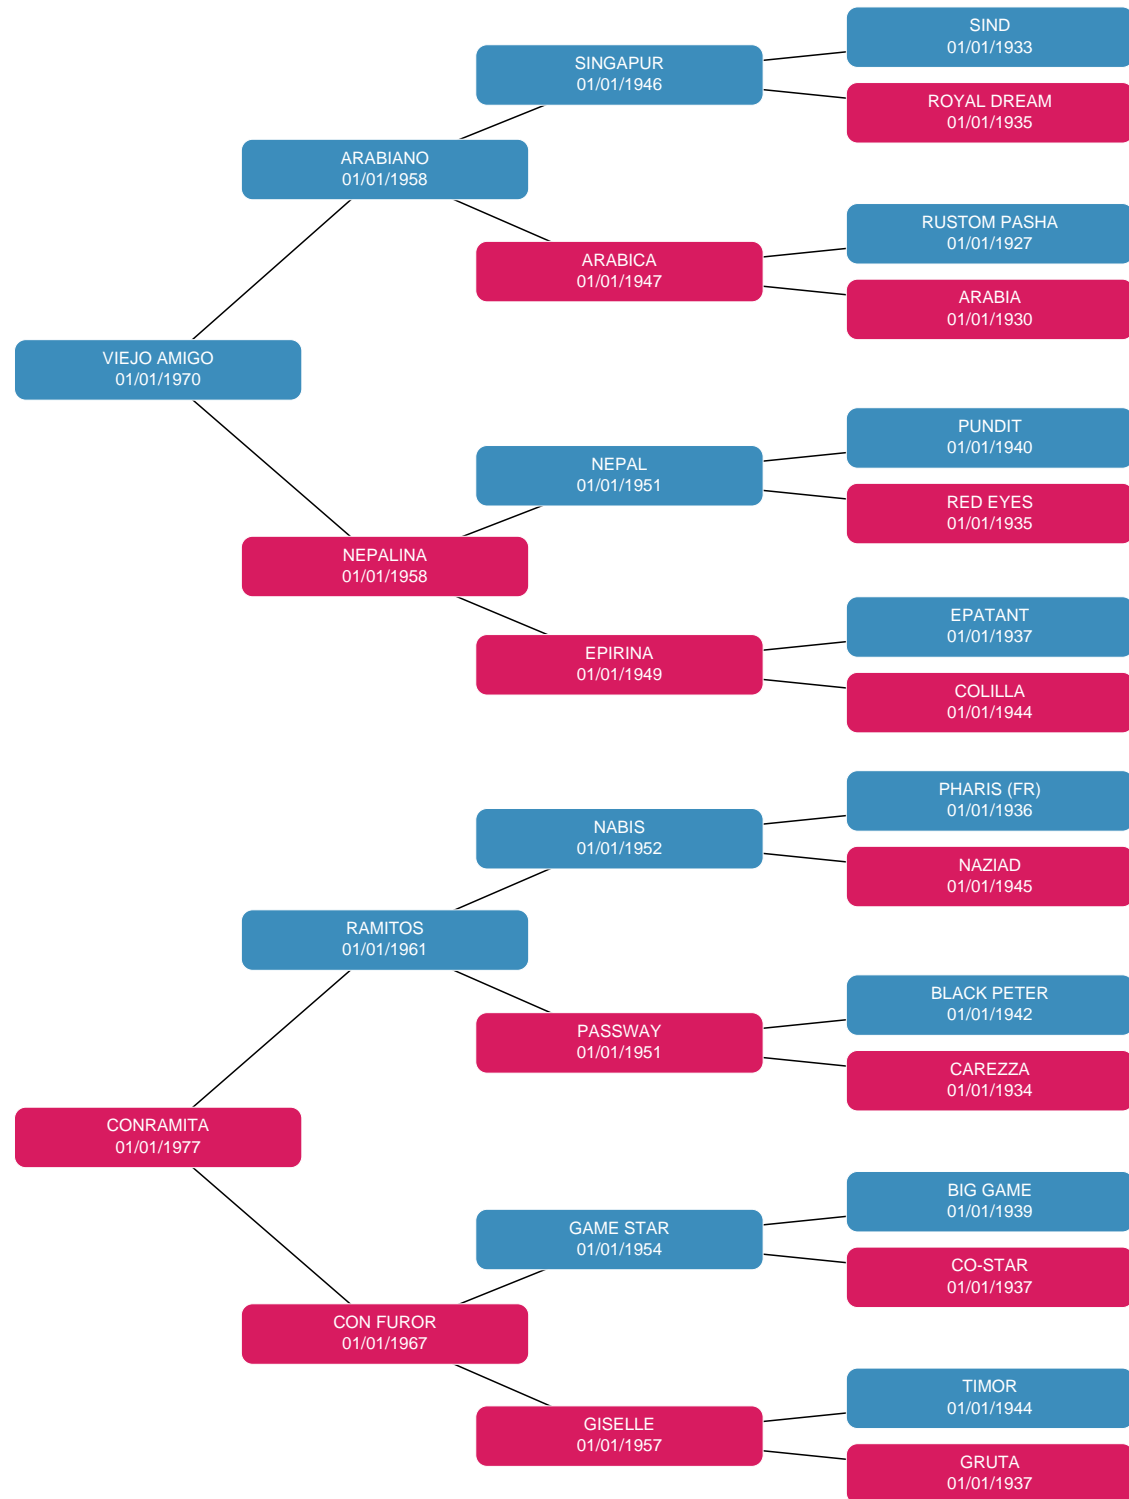 SIND
01/01/1933
SINGAPUR
01/01/1946
ROYAL DREAM
01/01/1935
ARABIANO
01/01/1958
RUSTOM PASHA
01/01/1927
ARABICA
01/01/1947
ARABIA
01/01/1930
VIEJO AMIGO
01/01/1970
PUNDIT
01/01/1940
NEPAL
01/01/1951
RED EYES
01/01/1935
NEPALINA
01/01/1958
EPATANT
01/01/1937
EPIRINA
01/01/1949
COLILLA
01/01/1944
PHARIS (FR)
01/01/1936
NABIS
01/01/1952
NAZIAD
01/01/1945
RAMITOS
01/01/1961
BLACK PETER
01/01/1942
PASSWAY
01/01/1951
CAREZZA
01/01/1934
CONRAMITA
01/01/1977
BIG GAME
01/01/1939
GAME STAR
01/01/1954
CO-STAR
01/01/1937
CON FUROR
01/01/1967
TIMOR
01/01/1944
GISELLE
01/01/1957
GRUTA
01/01/1937